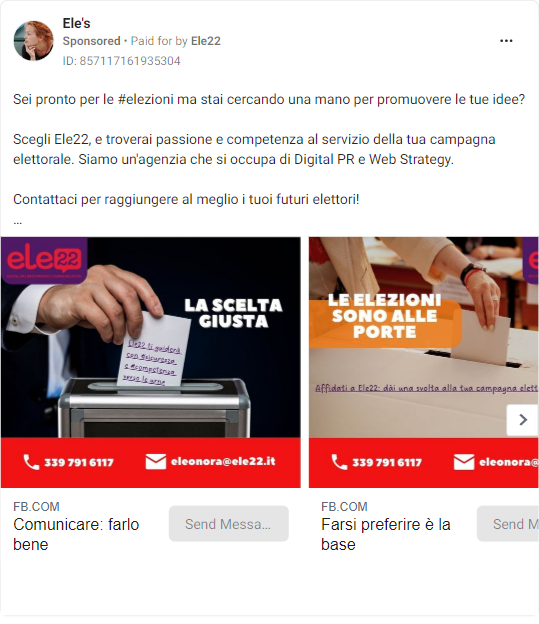 Ele's
Sponsored • Paid for by Ele22
ID: 857117161935304
Sei pronto per le #elezioni ma stai cercando una mano per promuovere le tue idee?
Scegli Ele22, e troverai passione e competenza al servizio della tua campagna
elettorale. Siamo un'agenzia che si occupa di Digital PR e Web Strategy.
Contattaci per raggiungere al meglio i tuoi futuri elettori!
...
ele22
LA SCELTA
GIUSTA
Ele22 ti guiderà
con #sicurezza
e #competenza
verso le urne
339 791 6117
eleonora@ele22.it
FB.COM
Comunicare: farlo
bene
Send Messa...
LE ELEZIONI
SONO ALLE
PORTE
Affidati a Ele22: dai una svolta alla tua campagna elett
339 791 6117
eleonora@
FB.COM
Farsi preferire è la
base
Send M